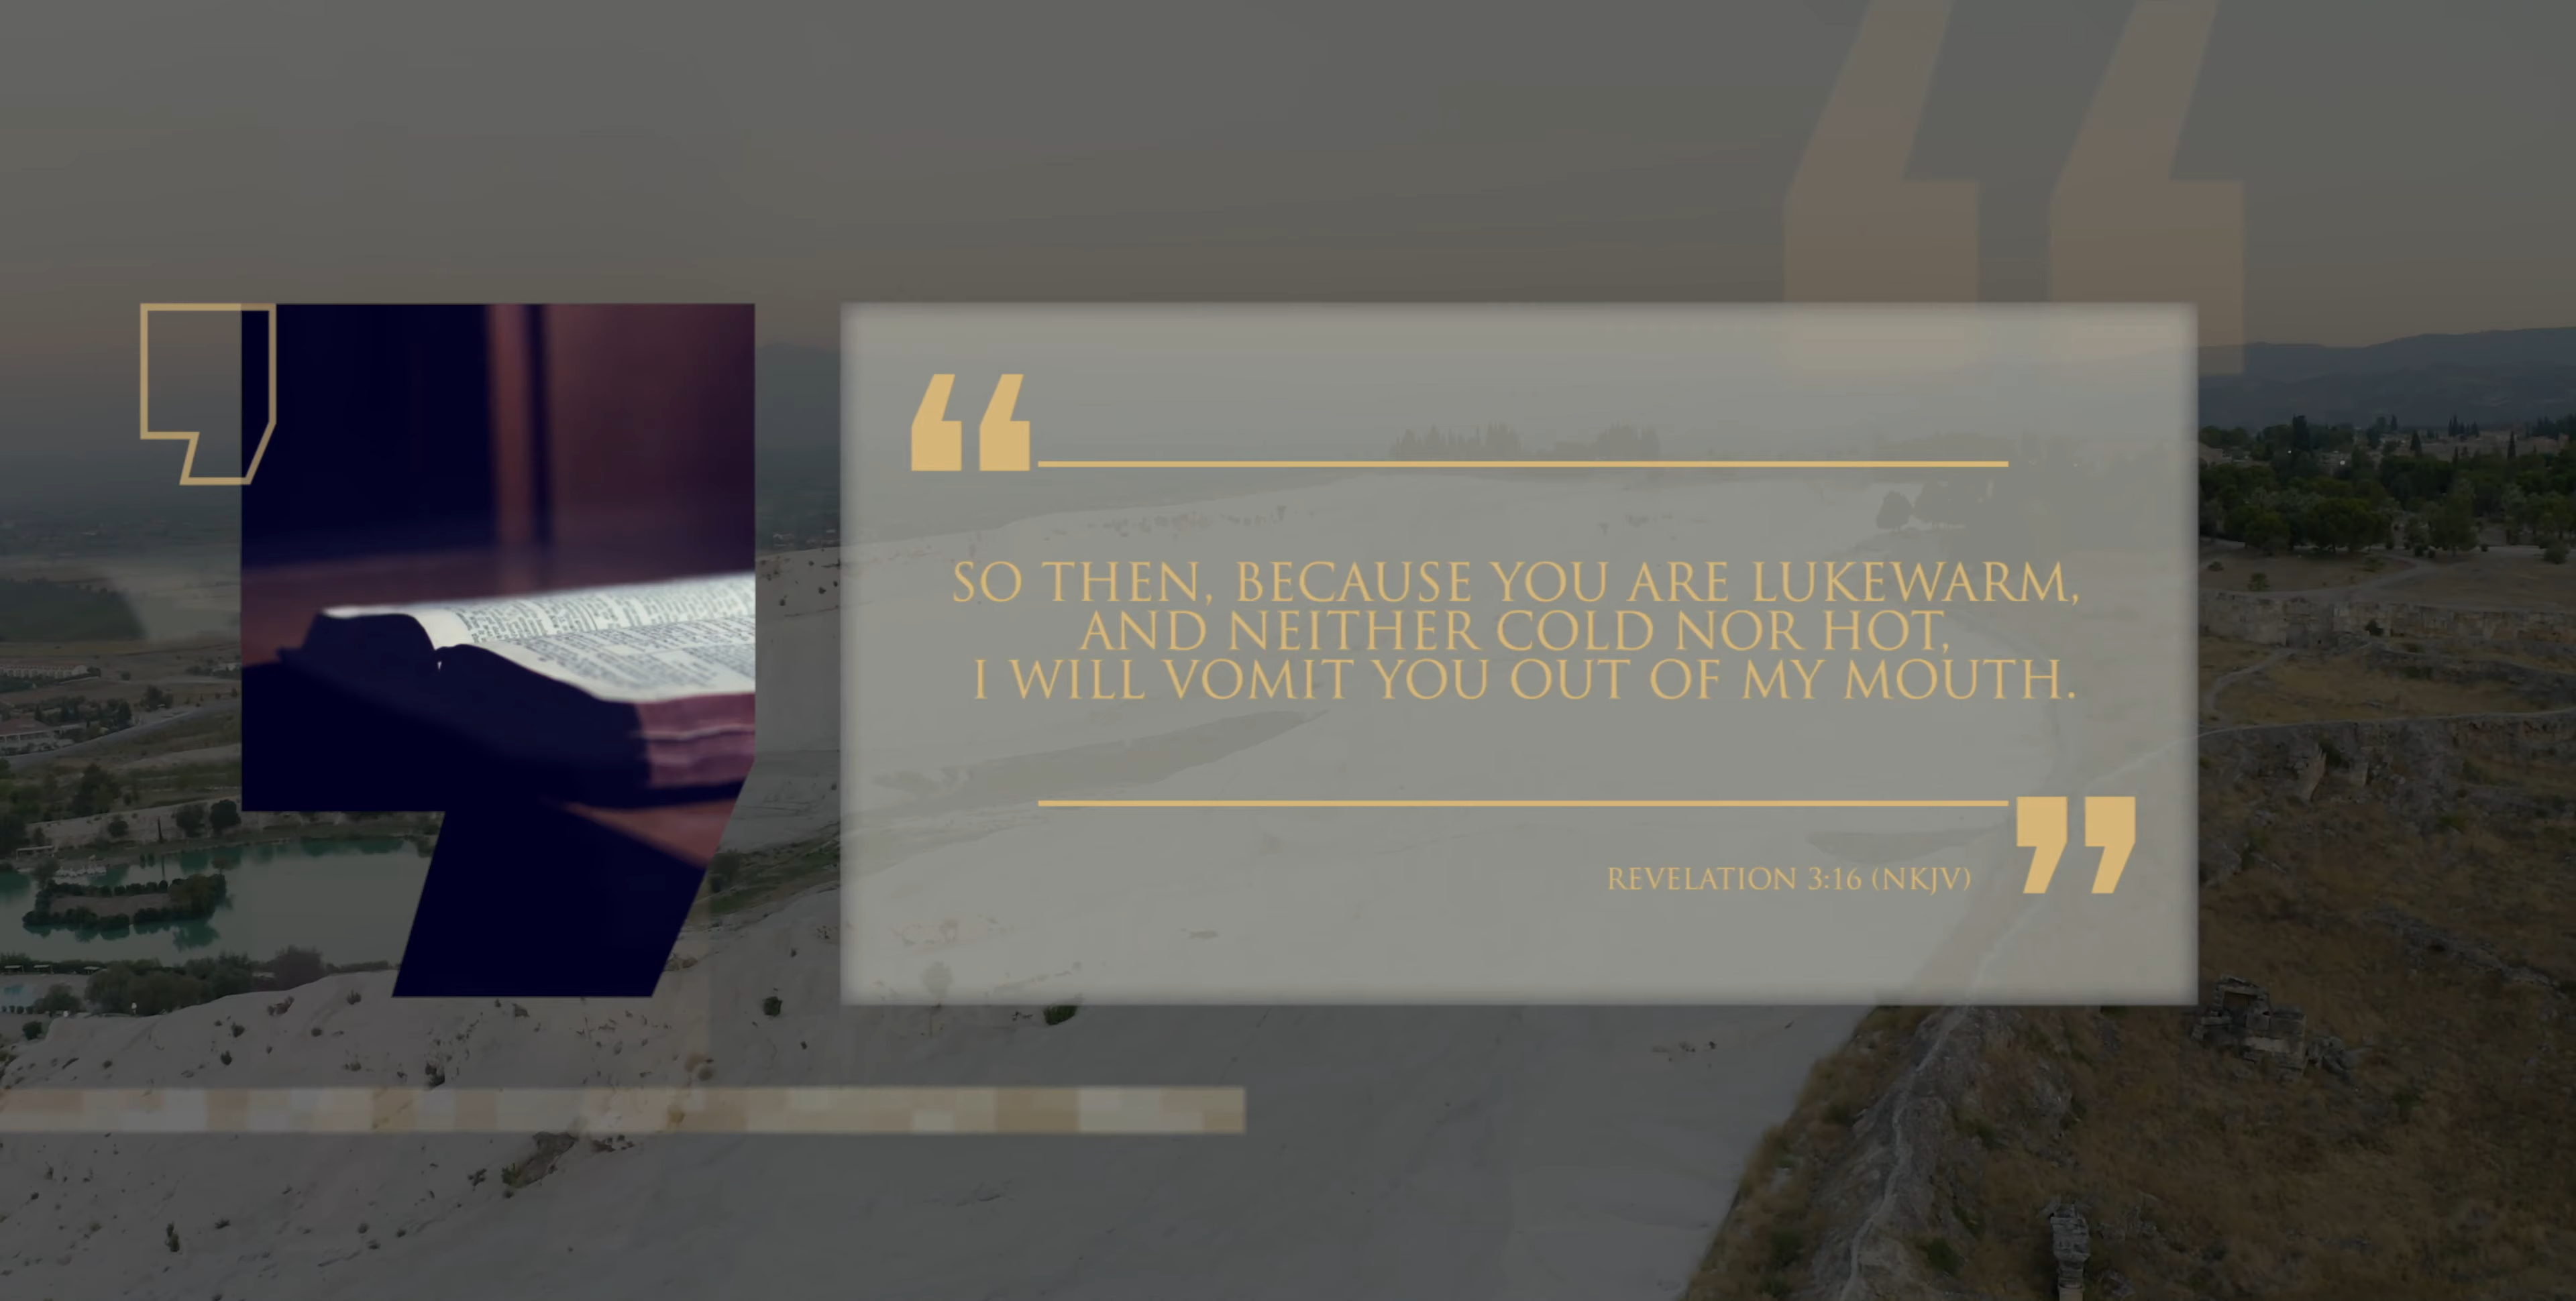 “
SO THEN, BECAUSE YOU ARE LUKEWARM,
AND NEITHER COLD NOR HOT,
I WILL VOMIT YOU OUT OF MY MOUTH.
”
REVELATION 3:16 (NKJV)